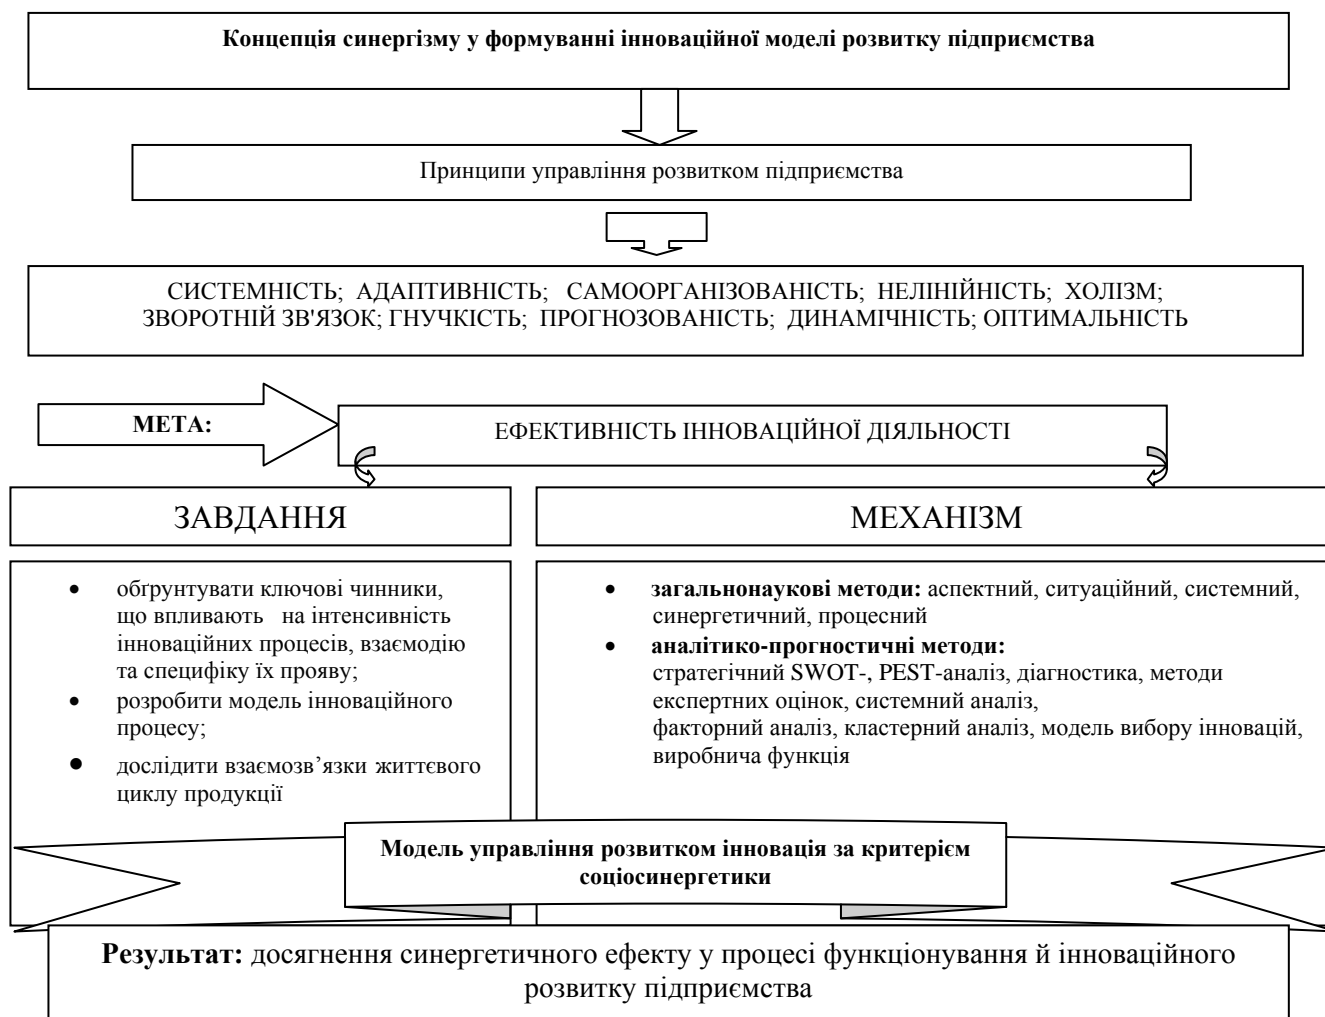 Концепція синергізму у формуванні інноваційної моделі розвитку підприємства
Принципи управління розвитком підприємства
СИСТЕМНІСТЬ; АДАПТИВНІСТЬ; САМООРГАНІЗОВАНІСТЬ; НЕЛІНІЙНІСТЬ; ХОЛІЗМ;
ЗВОРОТНІЙ ЗВ'ЯЗОК; ГНУЧКІСТЬ; ПРОГНОЗОВАНІСТЬ; ДИНАМІЧНІСТЬ; ОПТИМАЛЬНІСТЬ
МЕТА:
ЕФЕКТИВНІСТЬ ІННОВАЦІЙНОЇ ДІЯЛЬНОСТІ
ЗАВДАННЯ
• обґрунтувати ключові чинники,
що впливають на інтенсивність
інноваційних процесів, взаємодію
та специфіку їх прояву;
• розробити модель інноваційного
процесу;
• дослідити взаємозв’язки життєвого
циклу продукції
МЕХАНІЗМ
• загальнонаукові методи: аспектний, ситуаційний, системний,
синергетичний, процесний
• аналітико-прогностичні методи:
стратегічний SWOT-, PEST-аналіз, діагностика, методи
експертних оцінок, системний аналіз,
факторний аналіз, кластерний аналіз, модель вибору інновацій,
виробнича функція
Модель управління розвитком інновація за критерієм
соціосинергетики
Результат: досягнення синергетичного ефекту у процесі функціонування й інноваційного
розвитку підприємства